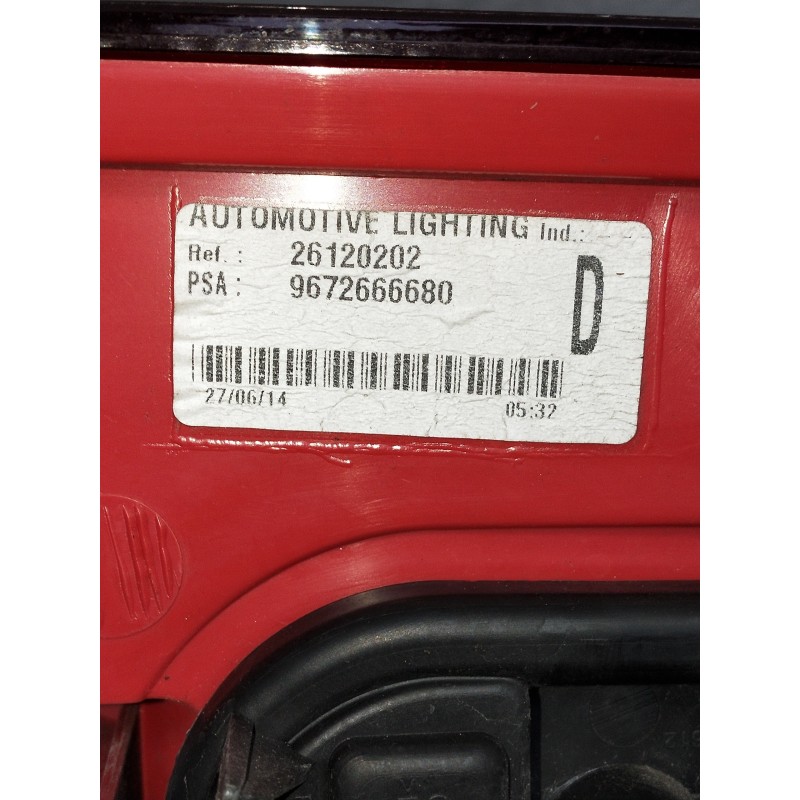 AUTOMOTIVE LIGHTING Ind.: --
Ref. : 26120202
PSA : 9672666680
D
27/06/14 05:32